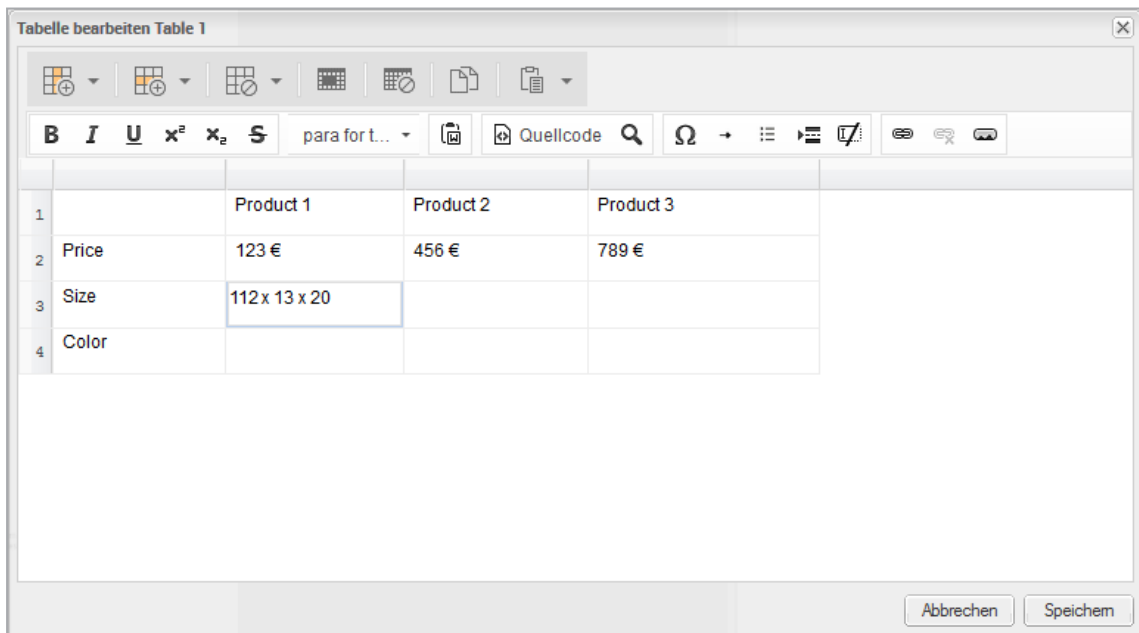 Tabelle bearbeiten Table 1
B I U x² x₂ S para for t... Quellcode Ω
1 Product 1 Product 2 Product 3
2 Price 123 € 456 € 789 €
3 Size 112 x 13 x 20
4 Color
Abbrechen Speichern